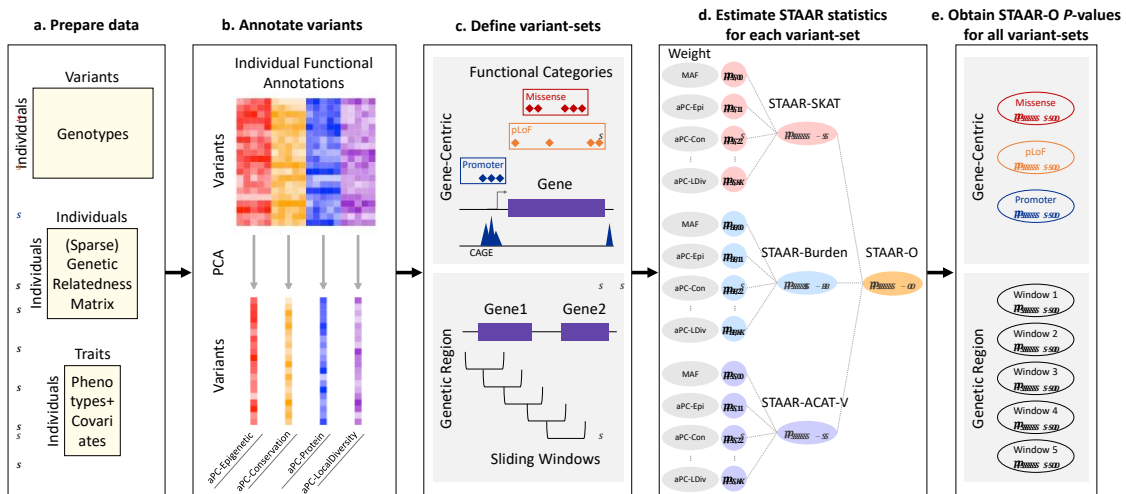 a. Prepare data
Variants
Individuals
Genotypes
Individuals
Individuals
(Sparse)
Genetic
Relatedness
Matrix
Traits
Individuals
Pheno
types+
Covari
ates
b. Annotate variants
Individual Functional
Annotations
Variants
PCA
Variants
aPC-Epigenetic
aPC-Conservation
aPC-Protein
aPC-LocalDiversity
c. Define variant-sets
Gene-Centric
Functional Categories
Missense
pLoF
Promoter
Gene
CAGE
Genetic Region
Gene1
Gene2
Sliding Windows
d. Estimate STAAR statistics
for each variant-set
Weight
MAF
aPC-Epi
aPC-Con
aPC-LDiv
STAAR-SKAT
MAF
aPC-Epi
aPC-Con
aPC-LDiv
STAAR-Burden
STAAR-O
MAF
aPC-Epi
aPC-Con
aPC-LDiv
STAAR-ACAT-V
e. Obtain STAAR-O P-values
for all variant-sets
Gene-Centric
Missense
pLoF
Promoter
Genetic Region
Window 1
Window 2
Window 3
Window 4
Window 5